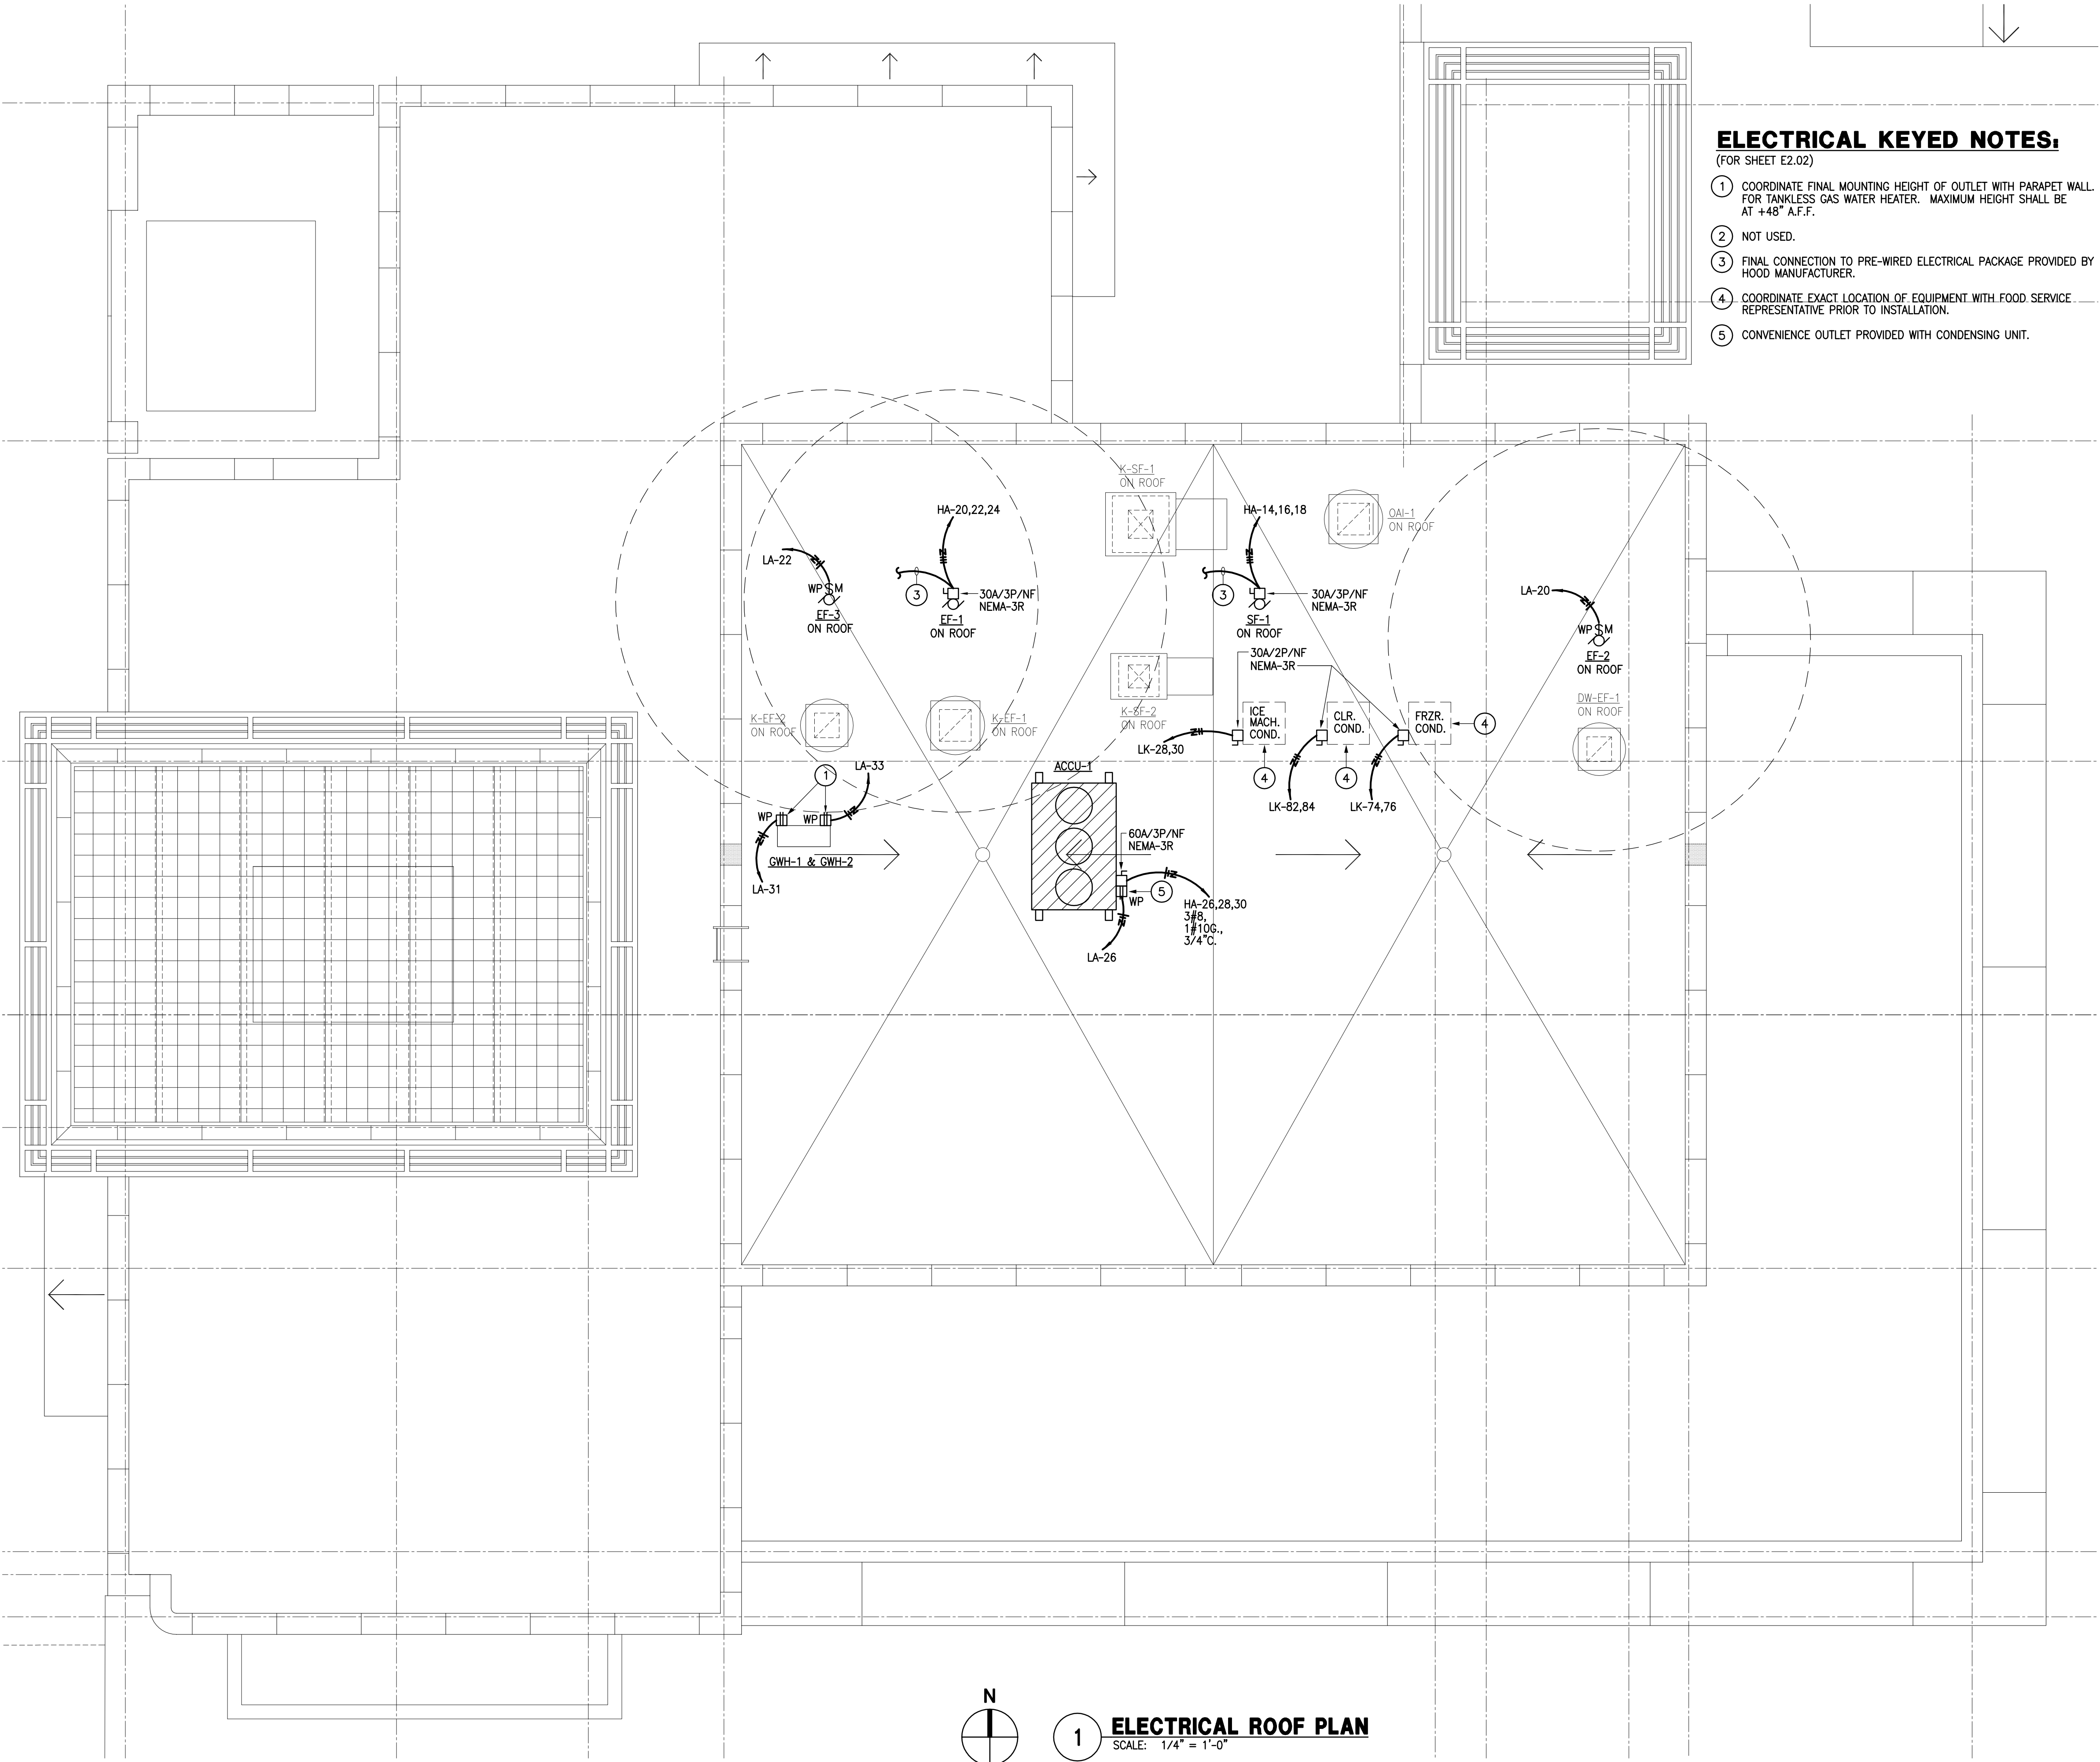 ELECTRICAL KEYED NOTES:
(FOR SHEET E2.02)
1 COORDINATE FINAL MOUNTING HEIGHT OF OUTLET WITH PARAPET WALL.
FOR TANKLESS GAS WATER HEATER. MAXIMUM HEIGHT SHALL BE
AT +48" A.F.F.
2 NOT USED.
3 FINAL CONNECTION TO PRE-WIRED ELECTRICAL PACKAGE PROVIDED BY
HOOD MANUFACTURER.
4 COORDINATE EXACT LOCATION OF EQUIPMENT WITH FOOD SERVICE
REPRESENTATIVE PRIOR TO INSTALLATION.
5 CONVENIENCE OUTLET PROVIDED WITH CONDENSING UNIT.
K-SF-1
ON ROOF
HA-20,22,24
HA-14,16,18
OAI-1
ON ROOF
LA-22
WP M
EF-3
ON ROOF
3
30A/3P/NF
NEMA-3R
EF-1
ON ROOF
3
30A/3P/NF
NEMA-3R
SF-1
ON ROOF
LA-20
WP M
EF-2
ON ROOF
30A/2P/NF
NEMA-3R
K-EF-2
ON ROOF
K-EF-1
ON ROOF
K-SF-2
ON ROOF
ICE
MACH.
COND.
CLR.
COND.
FRZR.
COND.
4
DW-EF-1
ON ROOF
LK-28,30
4
4
LK-82,84
LK-74,76
1
LA-33
WP
WP
GWH-1 & GWH-2
LA-31
ACCU-1
60A/3P/NF
NEMA-3R
5
WP
HA-26,28,30
3#8,
1#10G.,
3/4"C.
LA-26
N
1
ELECTRICAL ROOF PLAN
SCALE: 1/4" = 1'-0"